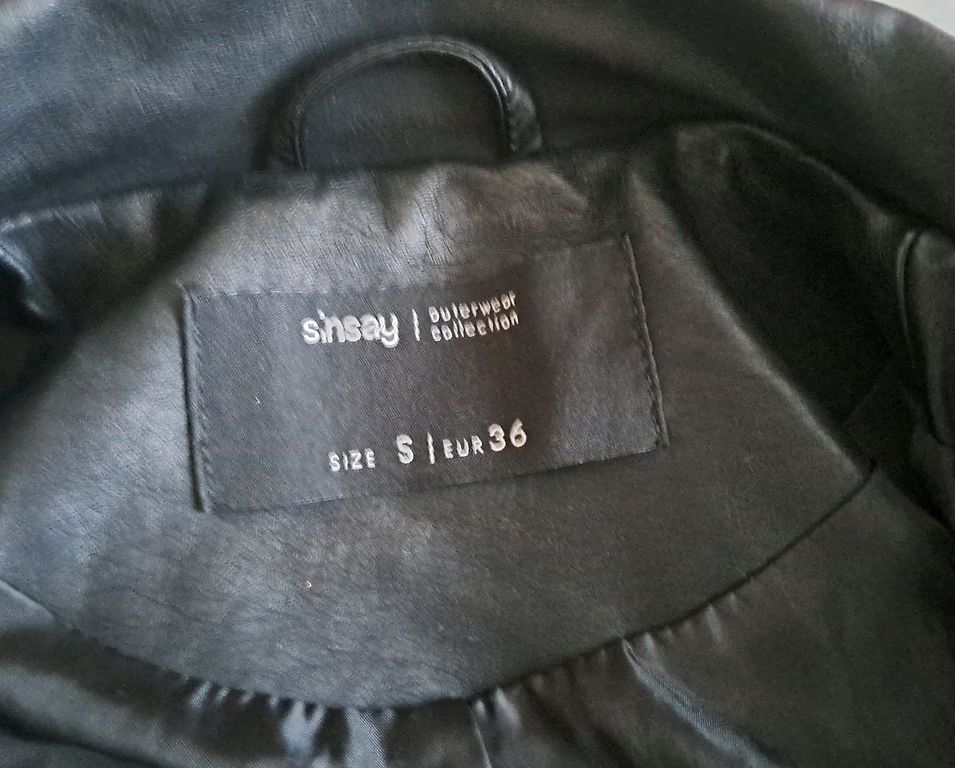 sinsay | outerwear
collection
SIZE S | EUR 36